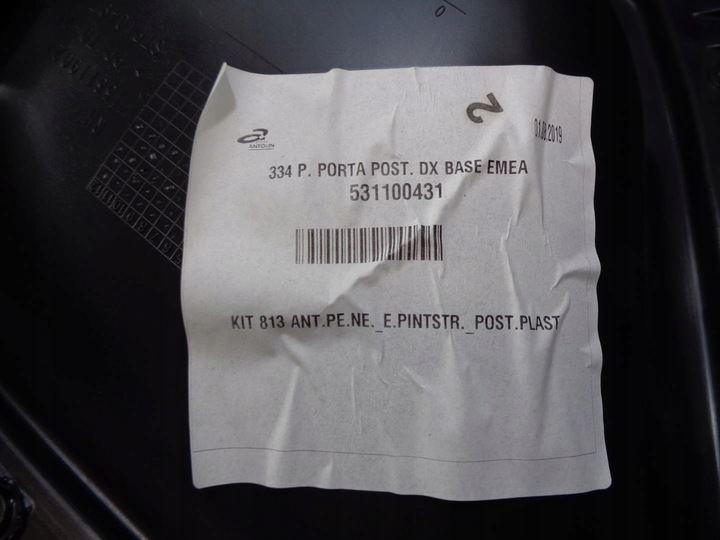 2
01.08.2019
ANTOLIN
334 P. PORTA POST. DX BASE EMEA
531100431
KIT 813 ANT.PE.NE._E.PINTSTR._POST.PLAST